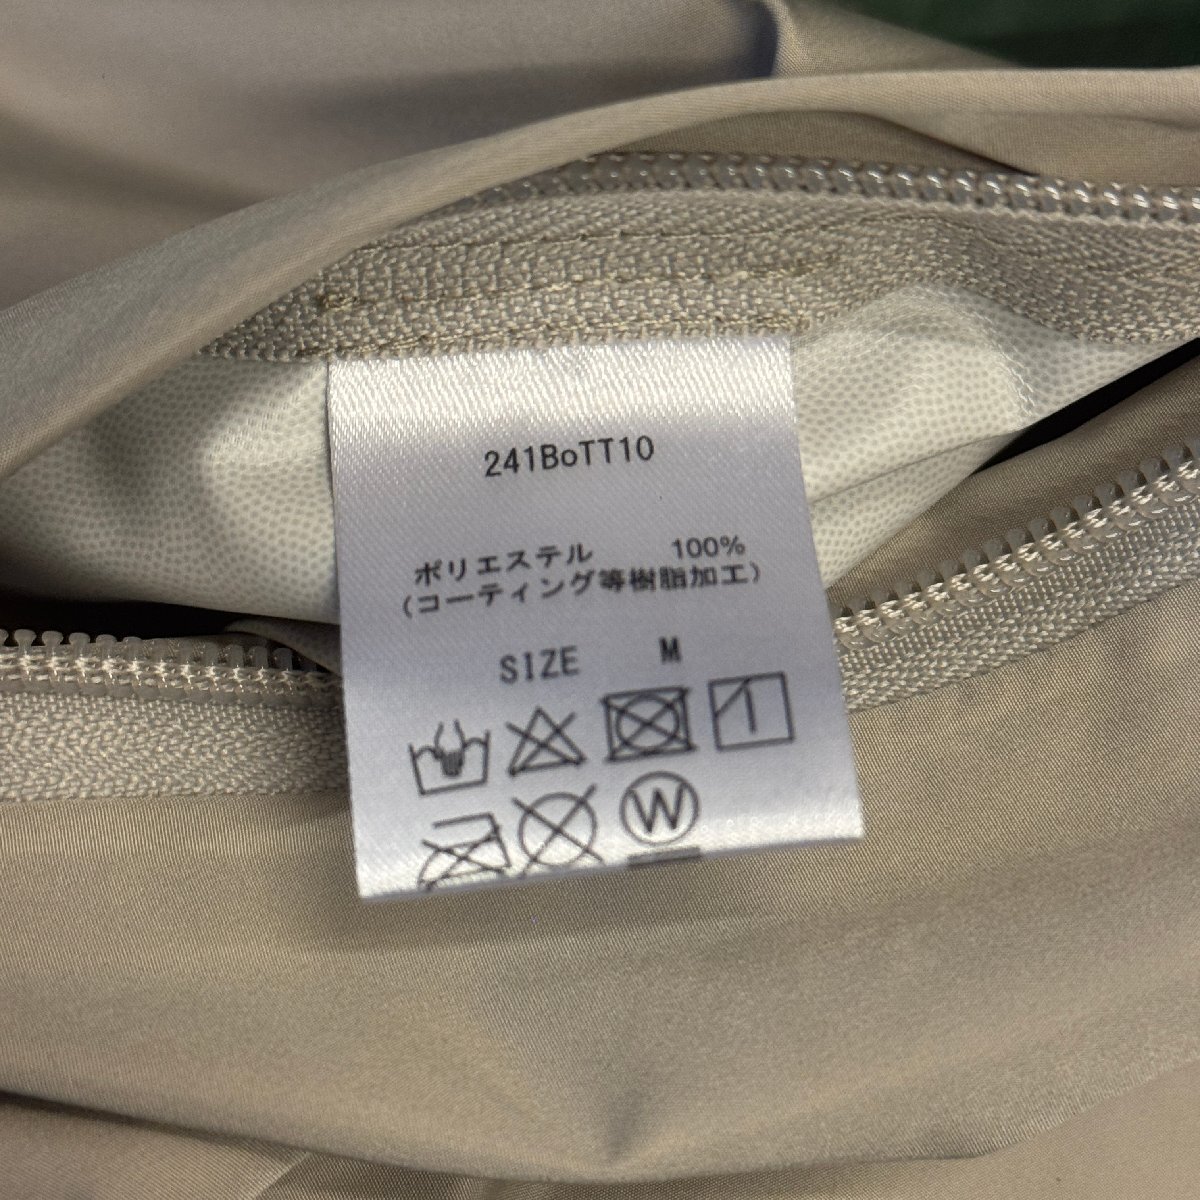 241BoTT10
ポリエステル 100%
(コーティング等樹脂加工)
SIZE M
W